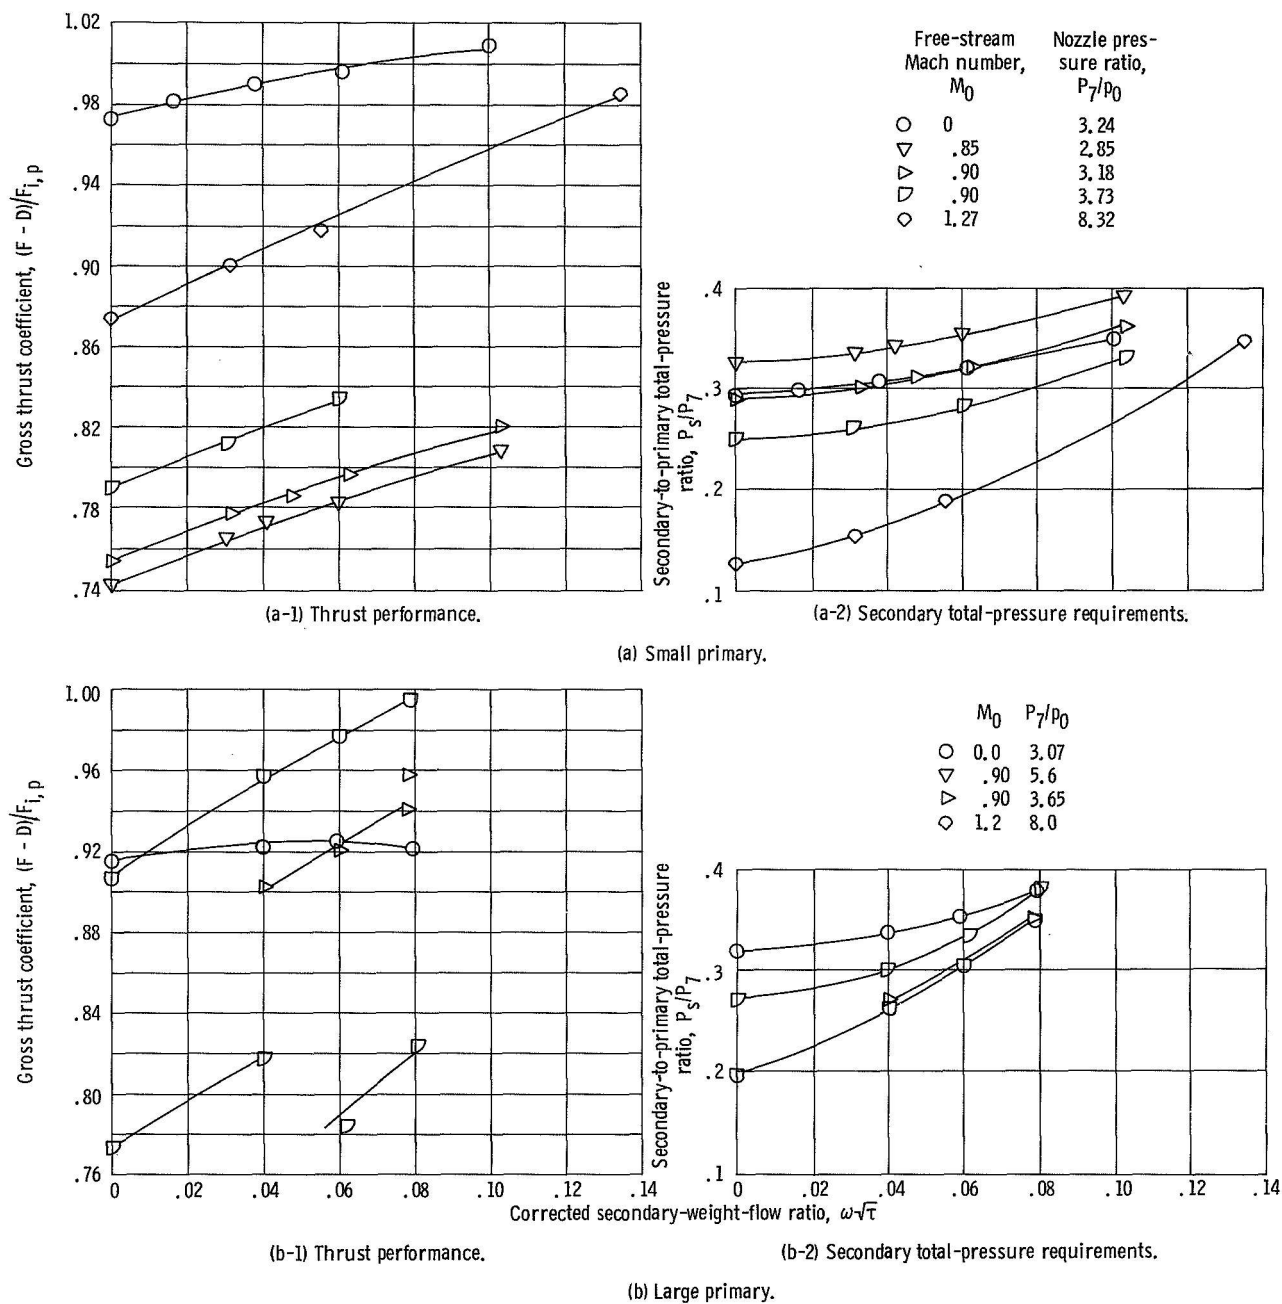 1.02
.98
.94
.90
.86
.82
.78
.74
Gross thrust coefficient, (F - D)/F_{i, p}
(a-1) Thrust performance.
Free-stream Mach number, M_0
Nozzle pres-sure ratio, P_7/p_0
0 3.24
.85 2.85
.90 3.18
.90 3.73
1.27 8.32
Secondary-to-primary total-pressure
ratio, P_s/P_7
.4
.3
.2
.1
(a-2) Secondary total-pressure requirements.
(a) Small primary.
1.00
.96
.92
.88
.84
.80
.76
Gross thrust coefficient, (F - D)/F_{i, p}
0 .04 .06 .08 .10 .12 .14
(b-1) Thrust performance.
M_0 P_7/p_0
0.0 3.07
.90 5.6
.90 3.65
1.2 8.0
Secondary-to-primary total-pressure
ratio, P_s/P_7
.4
.3
.2
.1
0 .02 .04 .06 .08 .10 .12 .14
Corrected secondary-weight-flow ratio, ω√τ
(b-2) Secondary total-pressure requirements.
(b) Large primary.